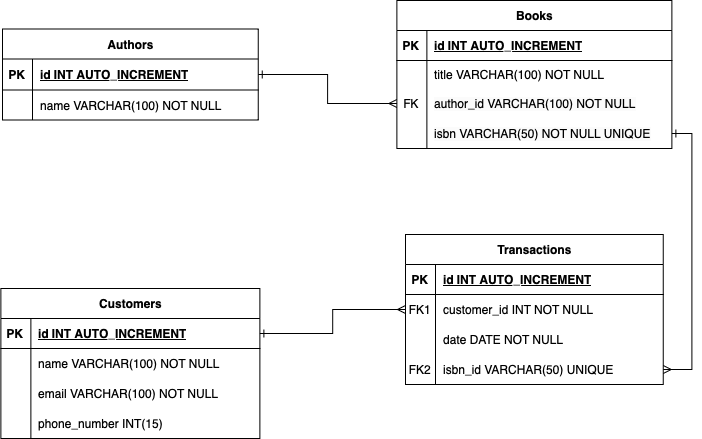 Authors
PK id INT AUTO_INCREMENT
name VARCHAR(100) NOT NULL
Books
PK id INT AUTO_INCREMENT
title VARCHAR(100) NOT NULL
FK author_id VARCHAR(100) NOT NULL
isbn VARCHAR(50) NOT NULL UNIQUE
Customers
PK id INT AUTO_INCREMENT
name VARCHAR(100) NOT NULL
email VARCHAR(100) NOT NULL
phone_number INT(15)
Transactions
PK id INT AUTO_INCREMENT
FK1 customer_id INT NOT NULL
date DATE NOT NULL
FK2 isbn_id VARCHAR(50) UNIQUE